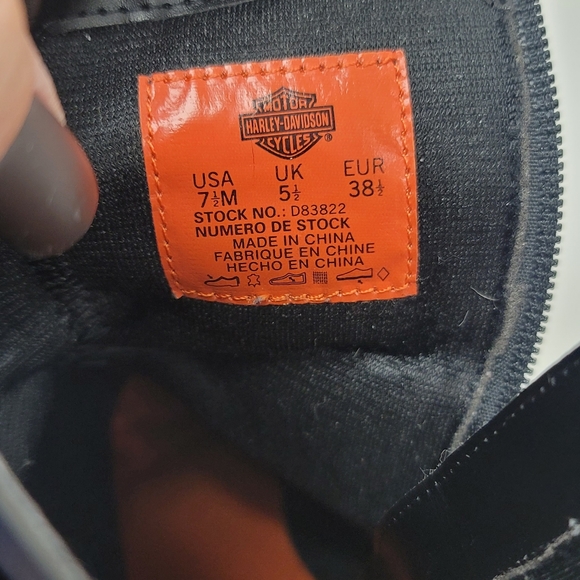 MOTOR
HARLEY-DAVIDSON
CYCLES ®
USA UK EUR
7½M 5½ 38½
STOCK NO.: D83822
NUMERO DE STOCK
MADE IN CHINA
FABRIQUE EN CHINE
HECHO EN CHINA